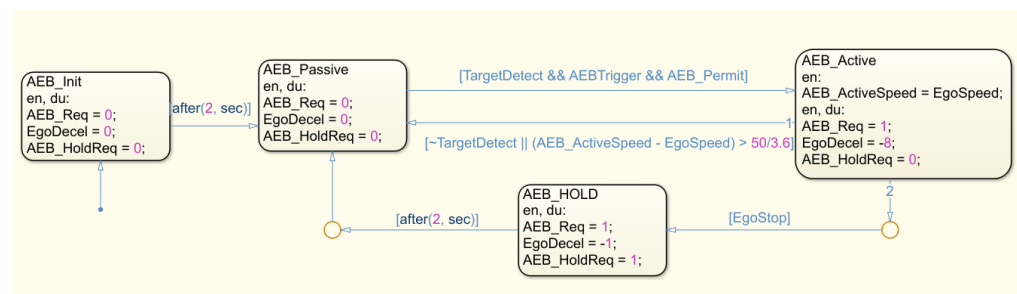 AEB_Init
en, du:
AEB_Req = 0;
EgoDecel = 0;
AEB_HoldReq = 0;
[after(2, sec)]
AEB_Passive
en, du:
AEB_Req = 0;
EgoDecel = 0;
AEB_HoldReq = 0;
[TargetDetect && AEBTrigger && AEB_Permit]
1
[~TargetDetect || (AEB_ActiveSpeed - EgoSpeed) > 50/3.6]
AEB_Active
en:
AEB_ActiveSpeed = EgoSpeed;
en, du:
AEB_Req = 1;
EgoDecel = -8;
AEB_HoldReq = 0;
2
[EgoStop]
AEB_HOLD
en, du:
AEB_Req = 1;
EgoDecel = -1;
AEB_HoldReq = 1;
[after(2, sec)]